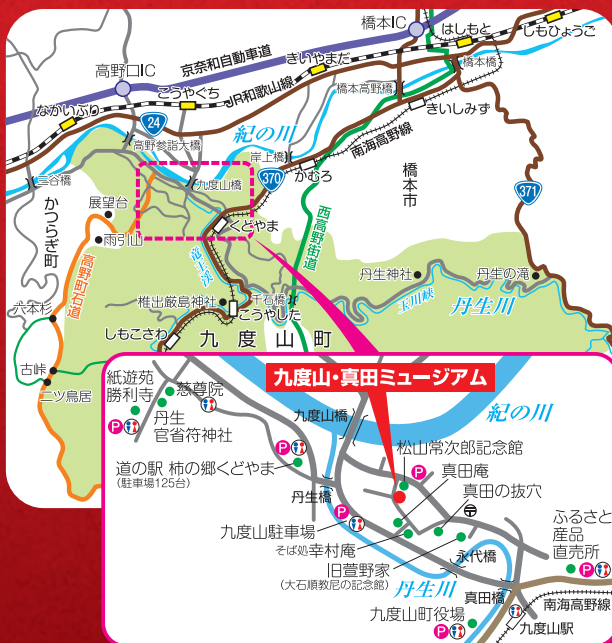 橋本IC
京奈和自動車道
はしもと
しもひょうご
高野口IC
きいやまだ
橋本橋
こうやぐち
JR和歌山線
橋本高野橋
なかいぶり
きいしみず
24
紀の川
高野参詣大橋
南海高野線
岸上橋
三谷橋
九度山橋
370
かむろ
橋本市
371
かつらぎ町
展望台
くどやま
西高野街道
雨引山
高野町石道
竜王渓
丹生神社
丹生の滝
玉川峡
丹生川
椎出厳島神社
千石橋
六本杉
こうやした
しもこさわ
九度山町
古峠
二ツ鳥居
九度山・真田ミュージアム
紙遊苑
勝利寺
P
慈尊院
丹生
官省符神社
九度山橋
紀の川
松山常次郎記念館
P
P
道の駅 柿の郷くどやま
(駐車場125台)
真田庵
真田の抜穴
丹生橋
P
〒
九度山駐車場
そば処幸村庵
ふるさと
産品
直売所
P
旧萱野家
(大石順教尼の記念館)
永代橋
丹生川
真田橋
南海高野線
九度山町役場
P
九度山駅